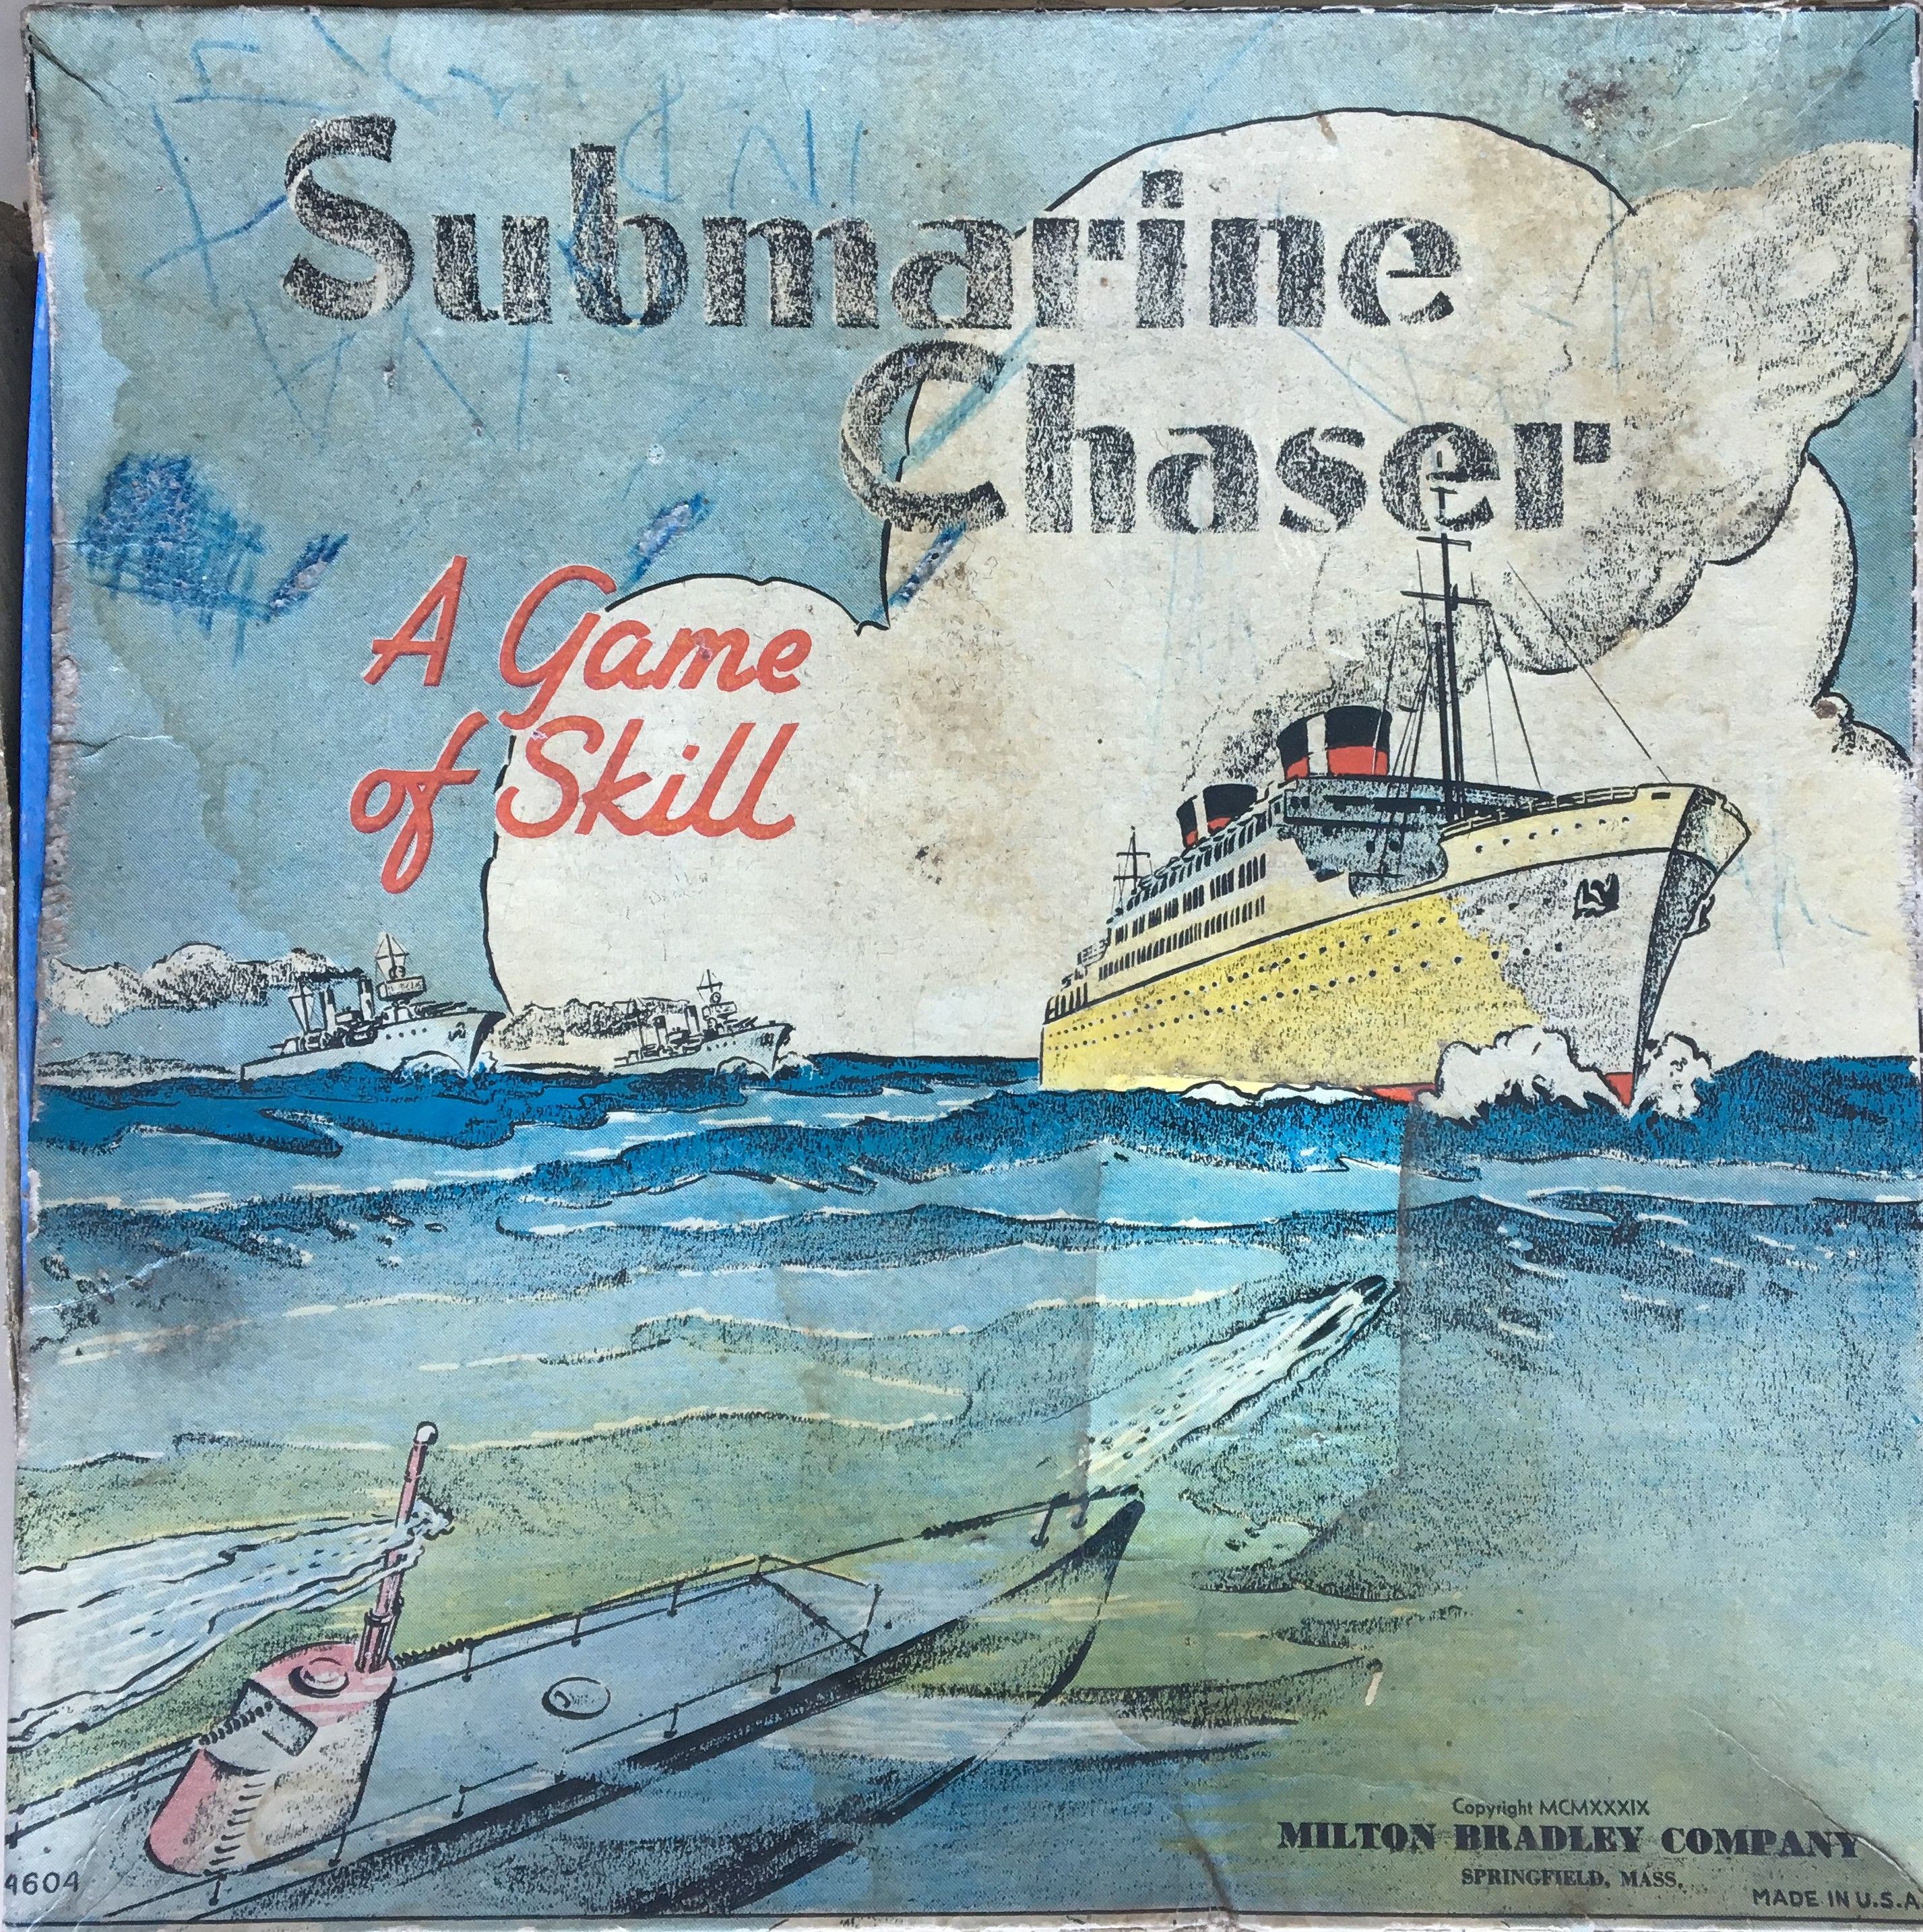 Submarine
Chaser
A Game
of Skill
Copyright MCMXXXIX
MILTON BRADLEY COMPANY
SPRINGFIELD, MASS.
4604
MADE IN U.S.A.